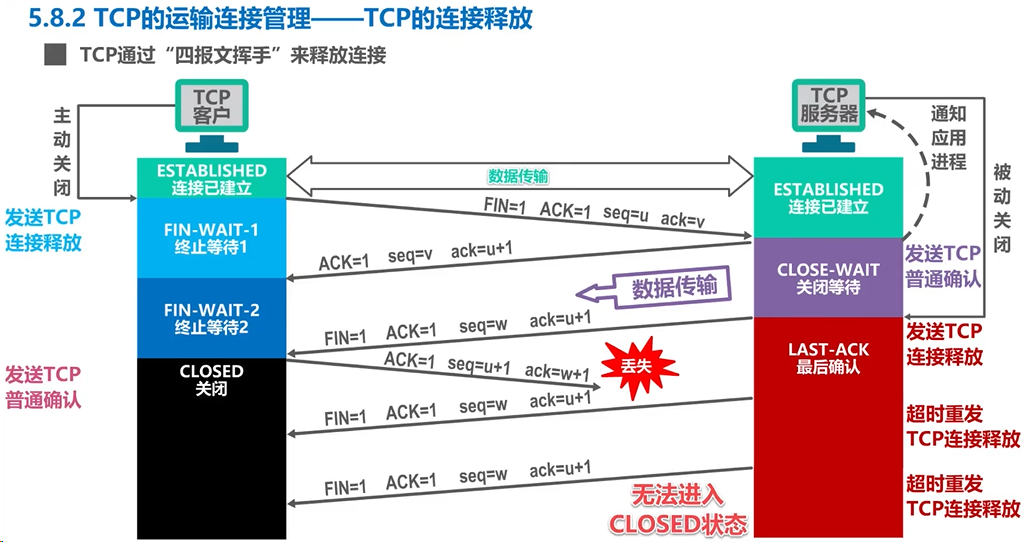 5.8.2 TCP的运输连接管理——TCP的连接释放
TCP通过“四报文挥手”来释放连接
TCP
客户
TCP
服务器
主动关闭
通知
应用
进程
被动关闭
ESTABLISHED
连接已建立
数据传输
ESTABLISHED
连接已建立
FIN=1 ACK=1 seq=u ack=v
发送TCP
连接释放
FIN-WAIT-1
终止等待1
ACK=1 seq=v ack=u+1
CLOSE-WAIT
关闭等待
发送TCP
普通确认
数据传输
FIN-WAIT-2
终止等待2
FIN=1 ACK=1 seq=w ack=u+1
发送TCP
连接释放
LAST-ACK
最后确认
CLOSED
关闭
ACK=1 seq=u+1 ack=w+1
丢失
发送TCP
普通确认
FIN=1 ACK=1 seq=w ack=u+1
超时重发
TCP连接释放
FIN=1 ACK=1 seq=w ack=u+1
超时重发
TCP连接释放
无法进入
CLOSED状态